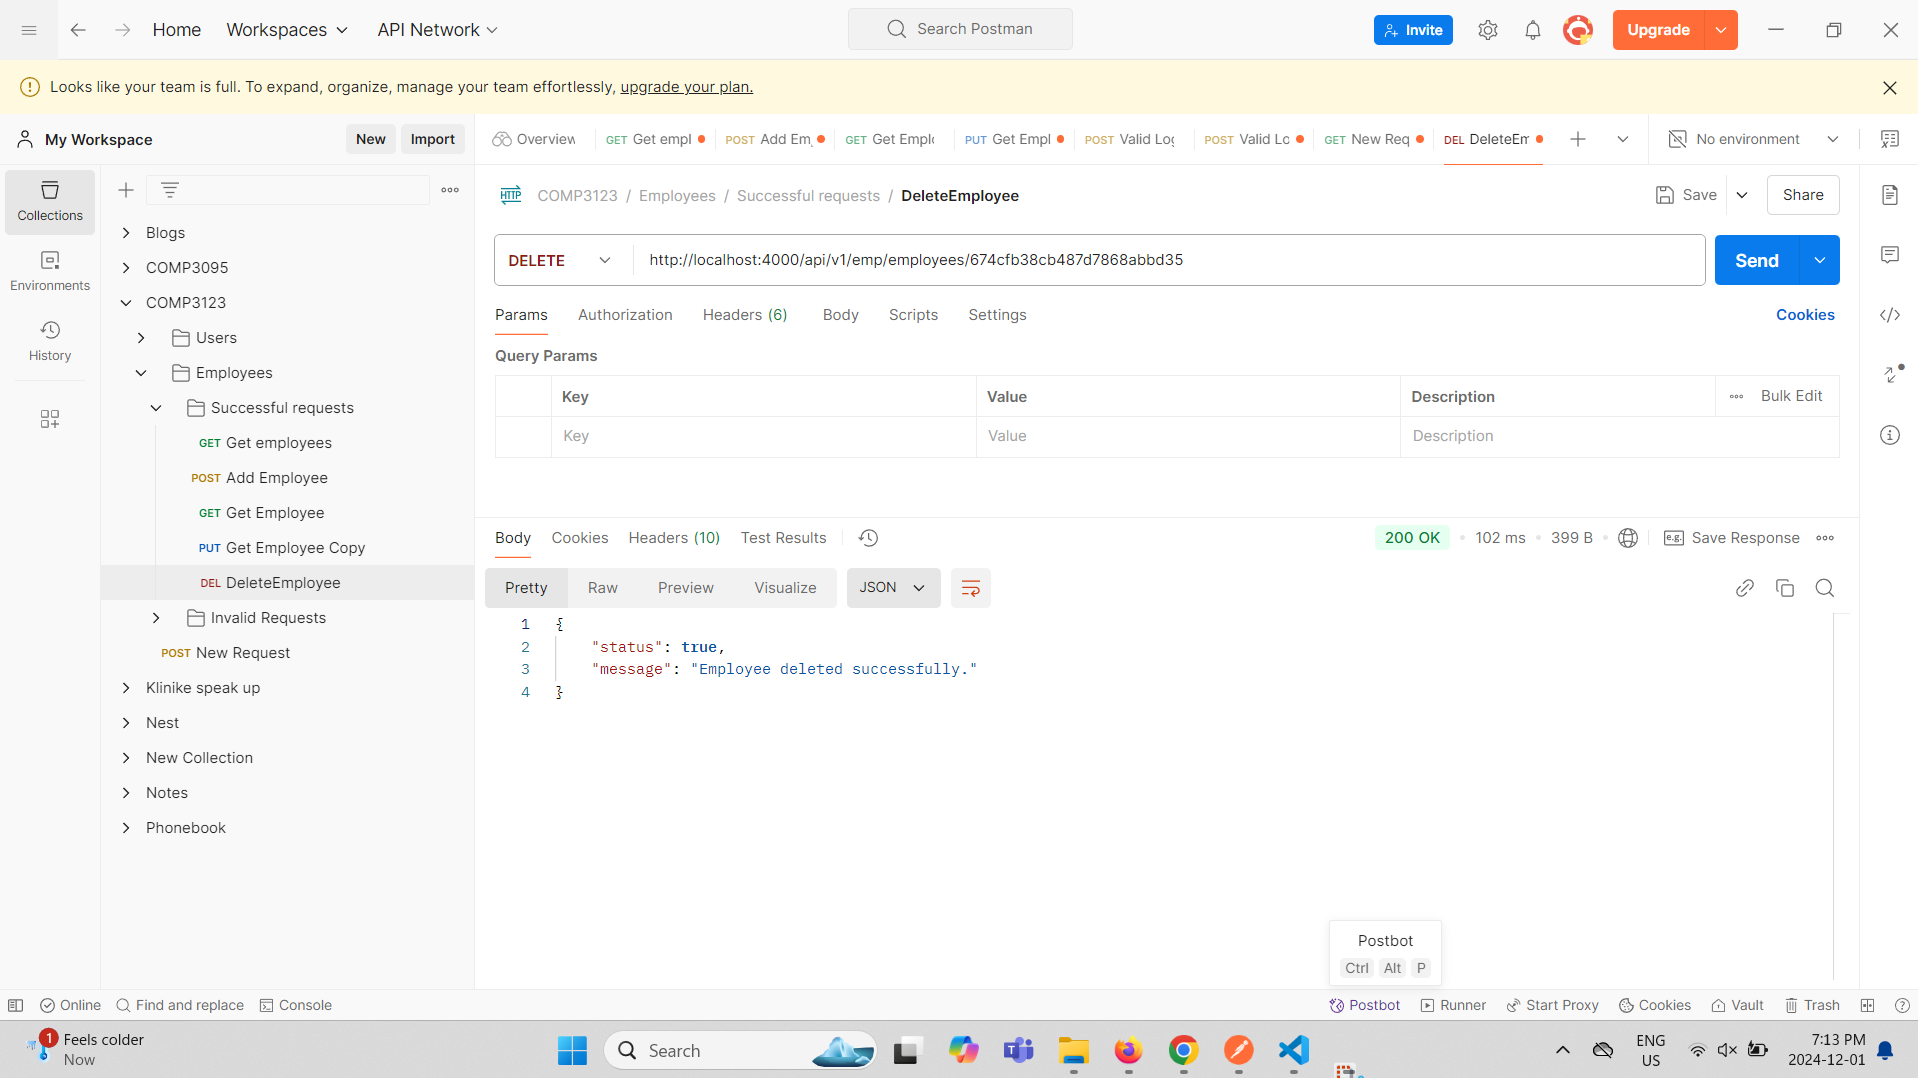 Home
Workspaces
API Network
Search Postman
Invite
Upgrade
Looks like your team is full. To expand, organize, manage your team effortlessly, upgrade your plan.
My Workspace
New
Import
Overview
GET Get empl
POST Add Em
GET Get Emplo
PUT Get Empl
POST Valid Log
POST Valid Lo
GET New Req
DEL DeleteEm
No environment
Collections
Environments
History
Blogs
COMP3095
COMP3123
Users
Employees
Successful requests
GET Get employees
POST Add Employee
GET Get Employee
PUT Get Employee Copy
DEL DeleteEmployee
Invalid Requests
POST New Request
Klinike speak up
Nest
New Collection
Notes
Phonebook
HTTP COMP3123 / Employees / Successful requests / DeleteEmployee
Save
Share
DELETE http://localhost:4000/api/v1/emp/employees/674cfb38cb487d7868abbd35
Send
Params Authorization Headers (6) Body Scripts Settings
Cookies
Query Params
Key Value Description Bulk Edit
Key Value Description
Body Cookies Headers (10) Test Results
200 OK • 102 ms • 399 B •
e.g. Save Response
Pretty Raw Preview Visualize JSON
1 {
2 "status": true,
3 "message": "Employee deleted successfully."
4 }
Postbot
Ctrl Alt P
Online
Find and replace
Console
Postbot
Runner
Start Proxy
Cookies
Vault
Trash
1
Feels colder
Now
Search
ENG
US
7:13 PM
2024-12-01